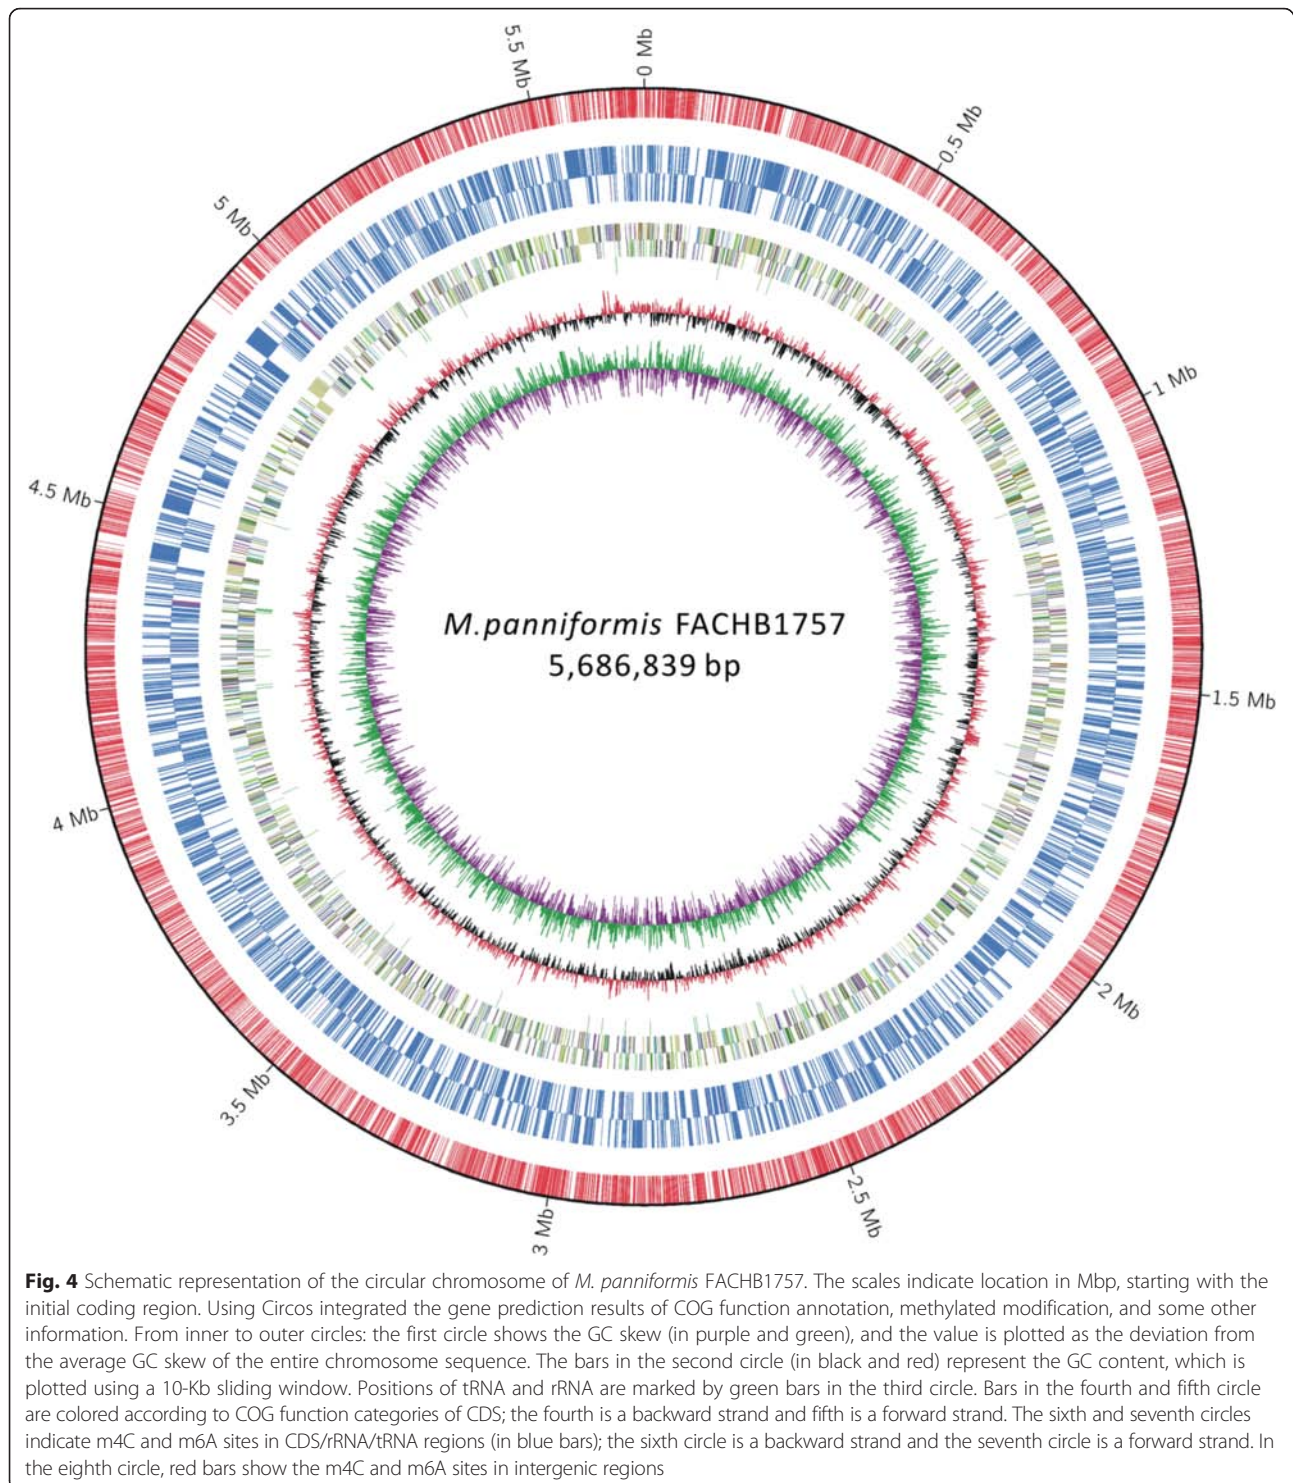 0 Mb
0.5 Mb
1 Mb
1.5 Mb
2 Mb
2.5 Mb
3 Mb
3.5 Mb
4 Mb
4.5 Mb
5 Mb
5.5 Mb
M.panniformis FACHB1757
5,686,839 bp
Fig. 4 Schematic representation of the circular chromosome of M. panniformis FACHB1757. The scales indicate location in Mbp, starting with the
initial coding region. Using Circos integrated the gene prediction results of COG function annotation, methylated modification, and some other
information. From inner to outer circles: the first circle shows the GC skew (in purple and green), and the value is plotted as the deviation from
the average GC skew of the entire chromosome sequence. The bars in the second circle (in black and red) represent the GC content, which is
plotted using a 10-Kb sliding window. Positions of tRNA and rRNA are marked by green bars in the third circle. Bars in the fourth and fifth circle
are colored according to COG function categories of CDS; the fourth is a backward strand and fifth is a forward strand. The sixth and seventh circles
indicate m4C and m6A sites in CDS/rRNA/tRNA regions (in blue bars); the sixth circle is a backward strand and the seventh circle is a forward strand. In
the eighth circle, red bars show the m4C and m6A sites in intergenic regions